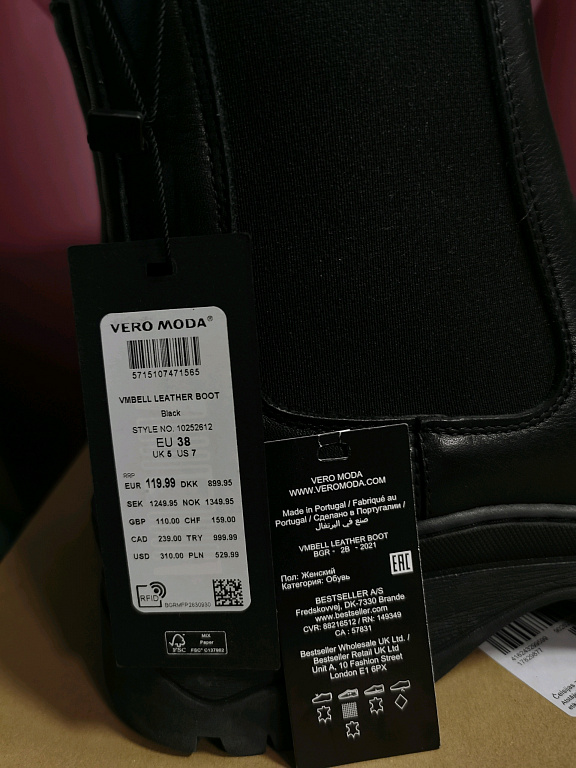 VERO MODA®
5715107471565
VMBELL LEATHER BOOT
Black
STYLE NO. 10252612
EU 38
UK 5 US 7
RRP
EUR 119.99 DKK 899.95
SEK 1249.95 NOK 1349.95
GBP 110.00 CHF 159.00
CAD 239.00 TRY 999.99
USD 310.00 PLN 529.99
RFID
BGRMFP2630930
FSC
MIX
Paper
FSC® C137862
VERO MODA
WWW.VEROMODA.COM
Made in Portugal / Fabriqué au
Portugal / Сделано в Португалии /
صنع في البرتغال
VMBELL LEATHER BOOT
BGR - 2B - 2021
EAC
Пол: Женский
Категория: Обувь
BESTSELLER A/S
Fredskovvej, DK-7330 Brande
www.bestseller.com
CVR: 88216512 / RN: 149349
CA : 57831
Bestseller Wholesale UK Ltd. /
Bestseller Retail UK Ltd
Unit A, 10 Fashion Street
London E1 6PX